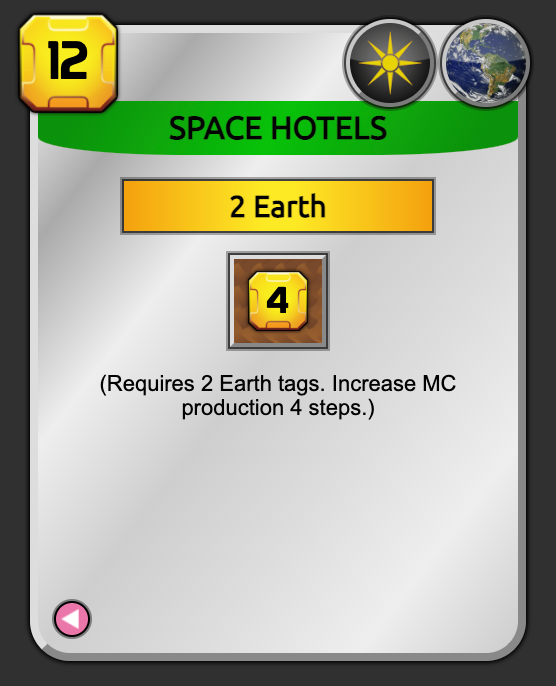 12
SPACE HOTELS
2 Earth
4
(Requires 2 Earth tags. Increase MC
production 4 steps.)